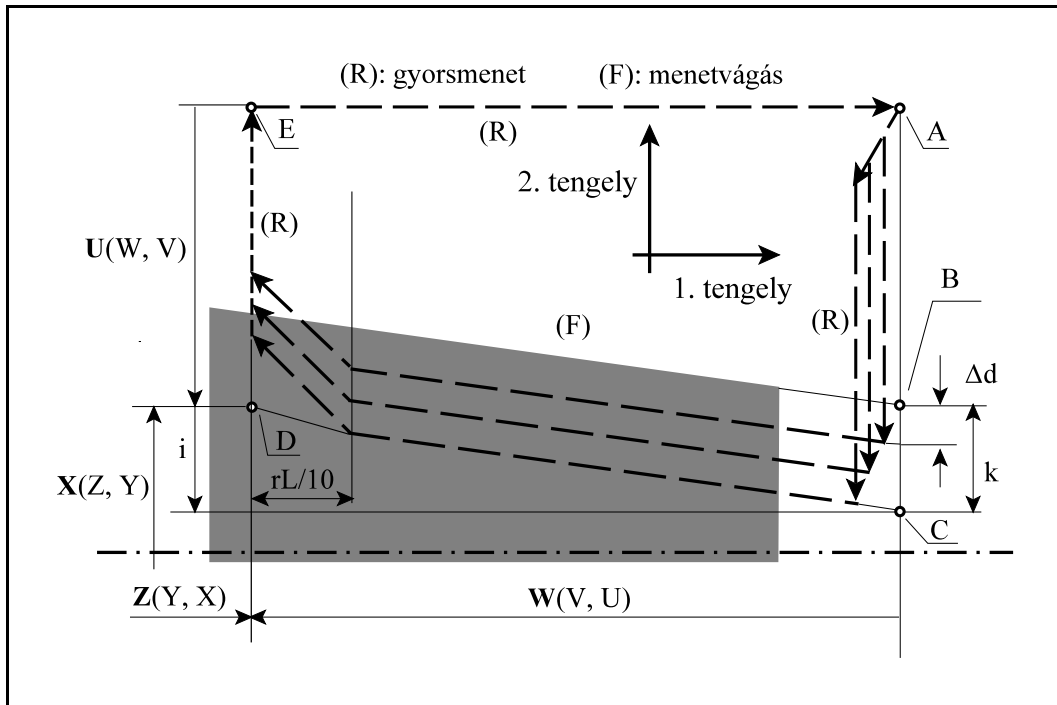 (R): gyorsmenet (F): menetvágás
E
(R)
A
2. tengely
(R)
U(W, V)
1. tengely
B
(F)
(R)
Δd
D
i
k
rL/10
X(Z, Y)
C
Z(Y, X)
W(V, U)